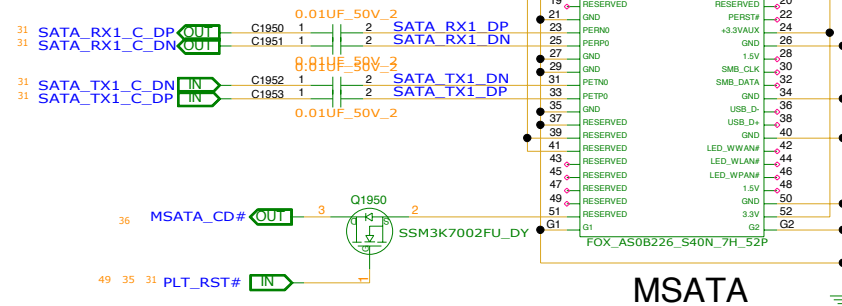 19 RESERVED RESERVED 20
0.01UF_50V_2 21 GND PERST# 22
31 SATA_RX1_C_DP OUT C1950 1 2 SATA_RX1_DP 23 PERN0 +3.3VAUX 24
31 SATA_RX1_C_DN OUT C1951 1 2 SATA_RX1_DN 25 PERP0 GND 26
0.01UF_50V_2 27 GND 1.5V 28
0.01UF_50V_2 29 GND SMB_CLK 30
31 SATA_TX1_C_DN IN C1952 1 2 SATA_TX1_DN 31 PETN0 SMB_DATA 32
31 SATA_TX1_C_DP IN C1953 1 2 SATA_TX1_DP 33 PETP0 GND 34
0.01UF_50V_2 35 GND USB_D- 36
37 RESERVED USB_D+ 38
39 RESERVED GND 40
41 RESERVED LED_WWAN# 42
43 RESERVED LED_WLAN# 44
45 RESERVED LED_WPAN# 46
47 RESERVED 1.5V 48
Q1950 49 RESERVED GND 50
36 MSATA_CD# OUT 3 D S 2 51 RESERVED 3.3V 52
SSM3K7002FU_DY G1 G1 G2 G2
G FOX_AS0B226_S40N_7H_52P
49 35 31 PLT_RST# IN 1 MSATA